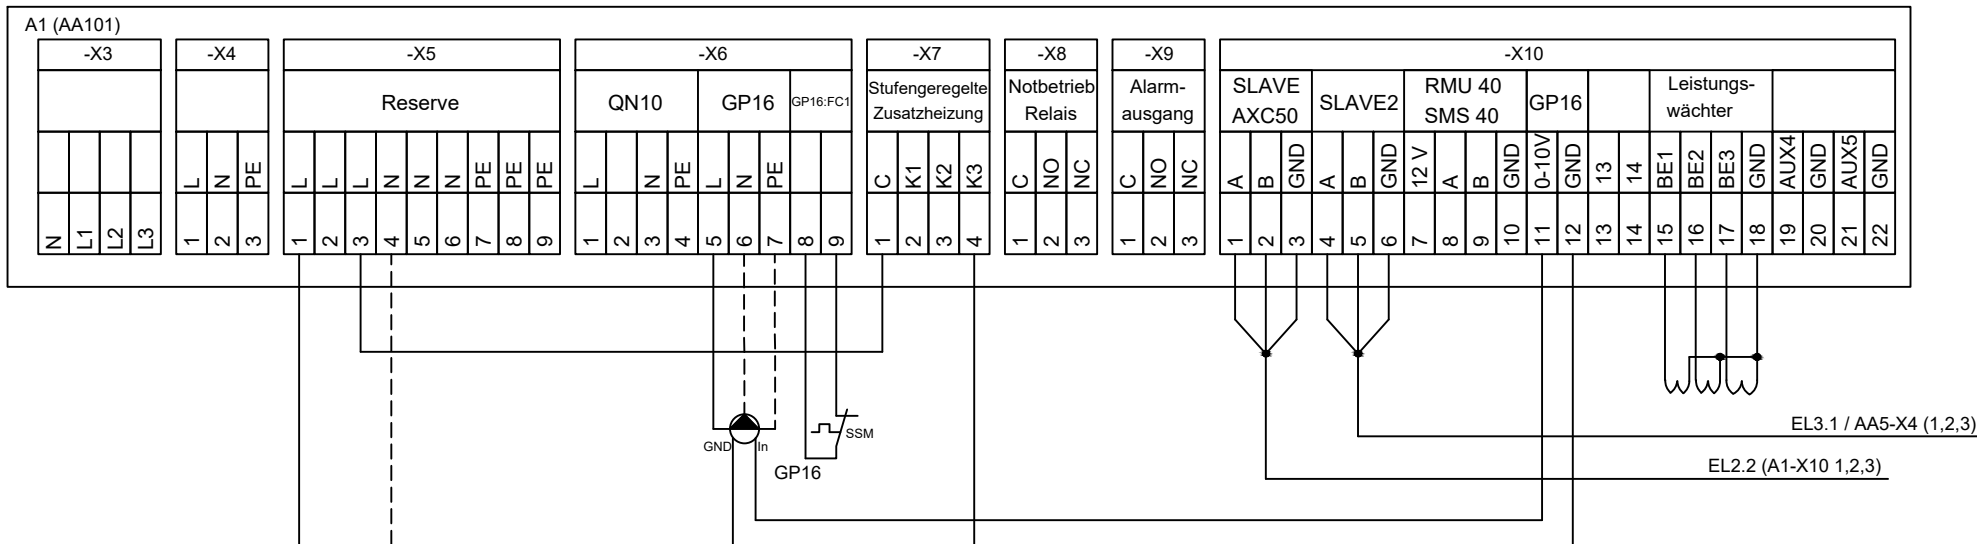 A1 (AA101)
-X3 -X4 -X5 -X6 -X7 -X8 -X9 -X10
Reserve QN10 GP16 GP16:FC1 Stufengeregelte Zusatzheizung Notbetrieb Relais Alarm- ausgang SLAVE AXC50 SLAVE2 RMU 40 SMS 40 GP16 Leistungs- wächter
L N PE L L L N N N PE PE PE L N PE L N PE C K1 K2 K3 C NO NC C NO NC A B GND A B GND 12 V A B GND 0-10V GND 13 14 BE1 BE2 BE3 GND AUX4 GND AUX5 GND
N L1 L2 L3 1 2 3 1 2 3 4 5 6 7 8 9 1 2 3 4 5 6 7 8 9 1 2 3 4 1 2 3 1 2 3 1 2 3 4 5 6 7 8 9 10 11 12 13 14 15 16 17 18 19 20 21 22
EL3.1 / AA5-X4 (1,2,3)
SSM
GND In
EL2.2 (A1-X10 1,2,3)
GP16